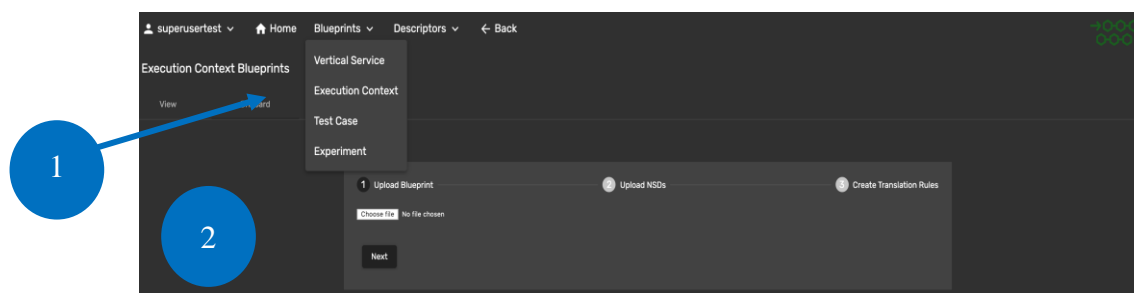 superusertest Home Blueprints Descriptors ← Back
Vertical Service
Execution Context Blueprints
Execution Context
View
Test Case
1
Experiment
1 Upload Blueprint 2 Upload NSDs 3 Create Translation Rules
Choose file No file chosen
2
Next